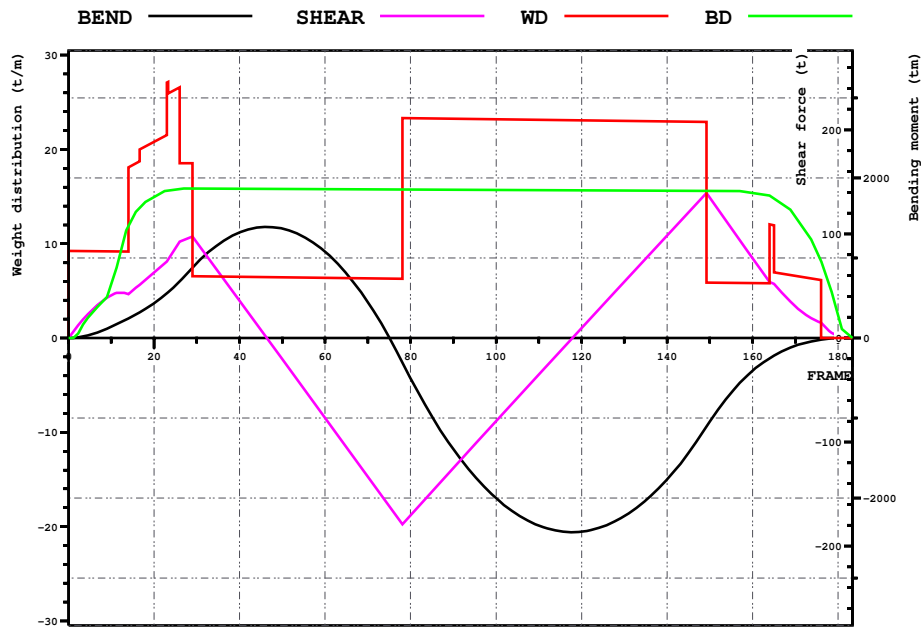 BEND SHEAR WD BD
Weight distribution (t/m)
30
20
10
0
-10
-20
-30
0 20 40 60 80 100 120 140 160 180
FRAME
Shear force (t)
200
100
0
-100
-200
Bending moment (tm)
2000
0
-2000